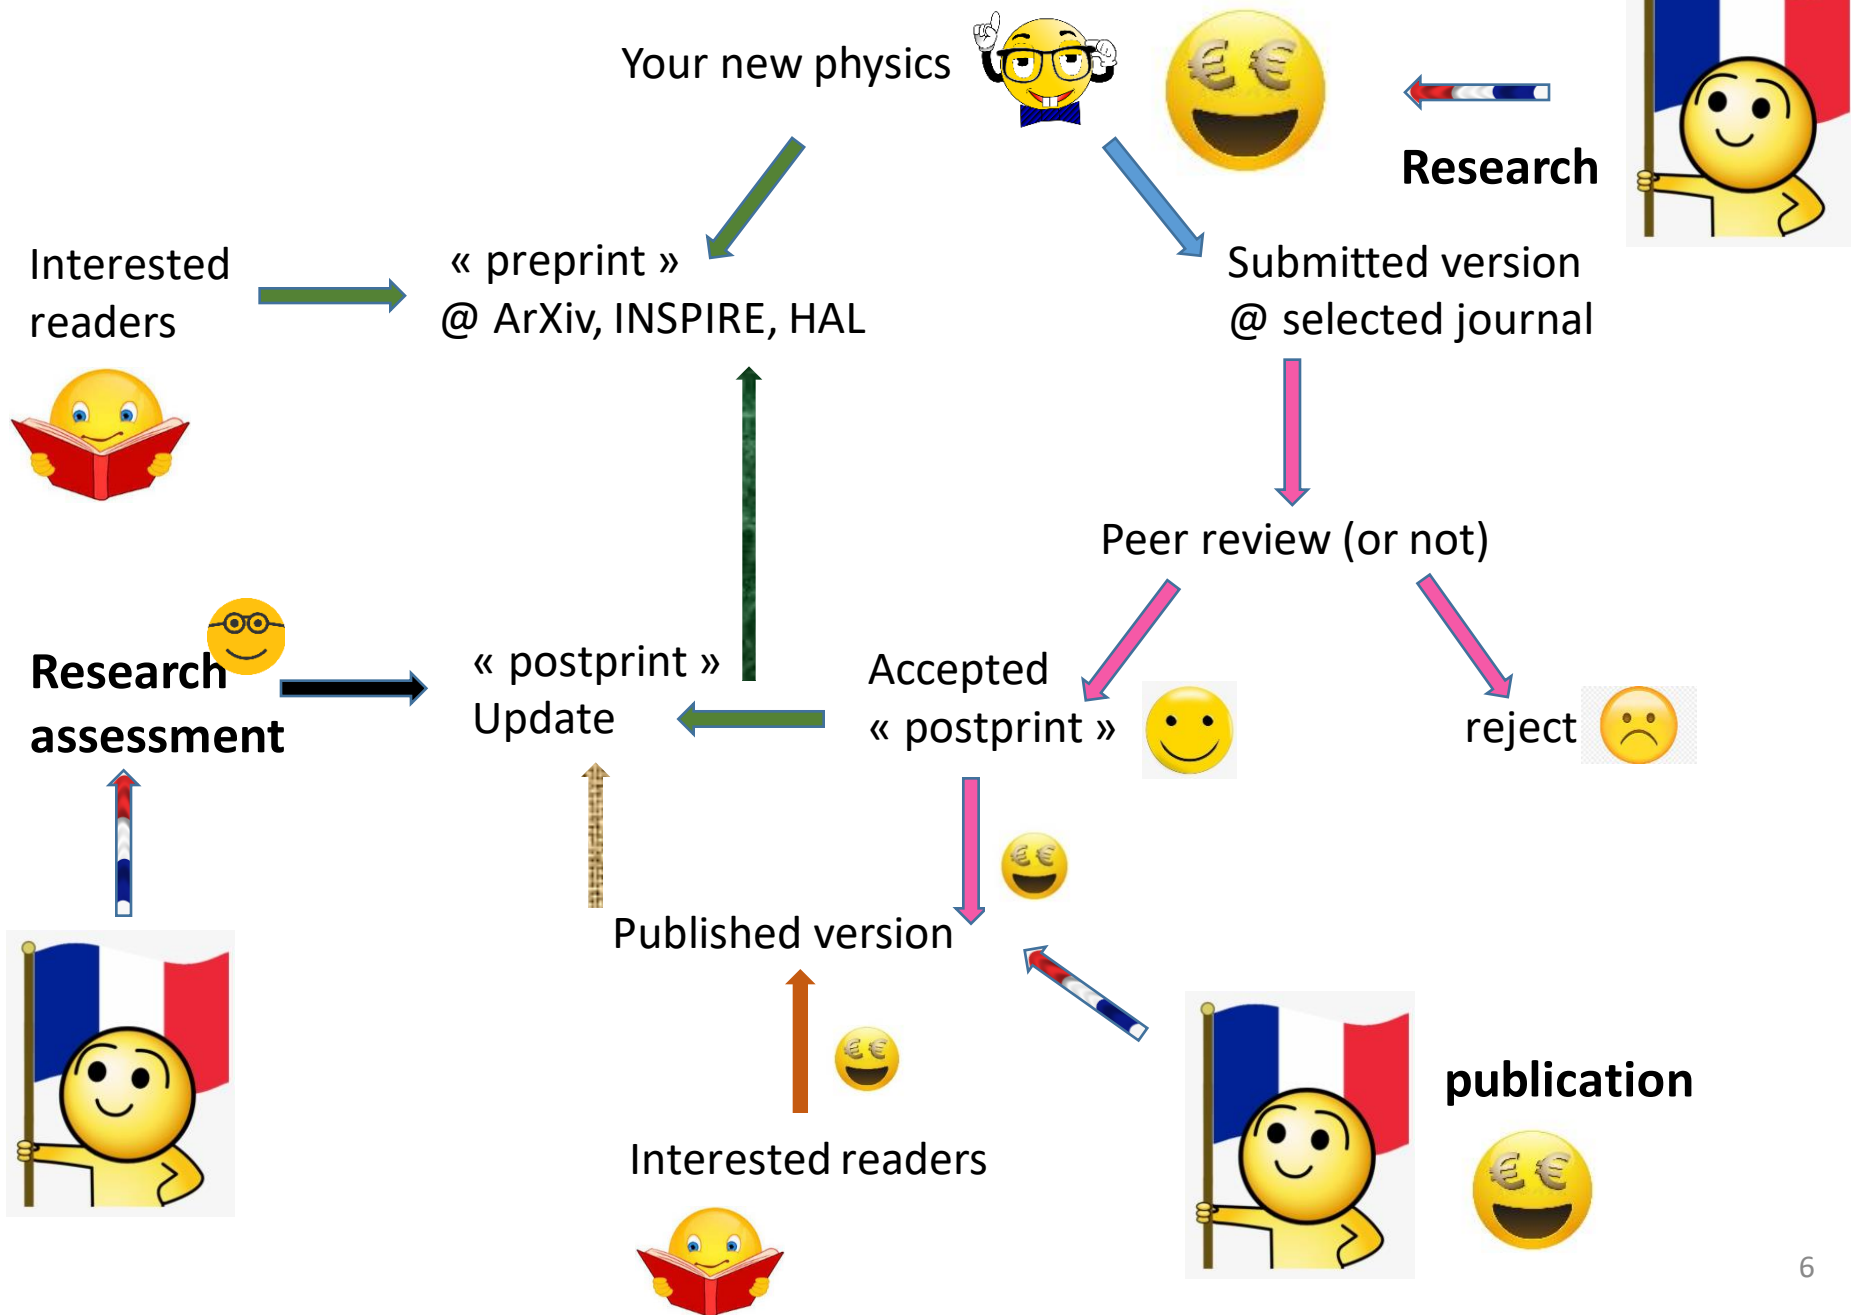 Your new physics
Research
Interested
readers
« preprint »
@ ArXiv, INSPIRE, HAL
Submitted version
@ selected journal
Peer review (or not)
Research
assessment
« postprint »
Update
Accepted
« postprint »
reject
Published version
publication
Interested readers
6